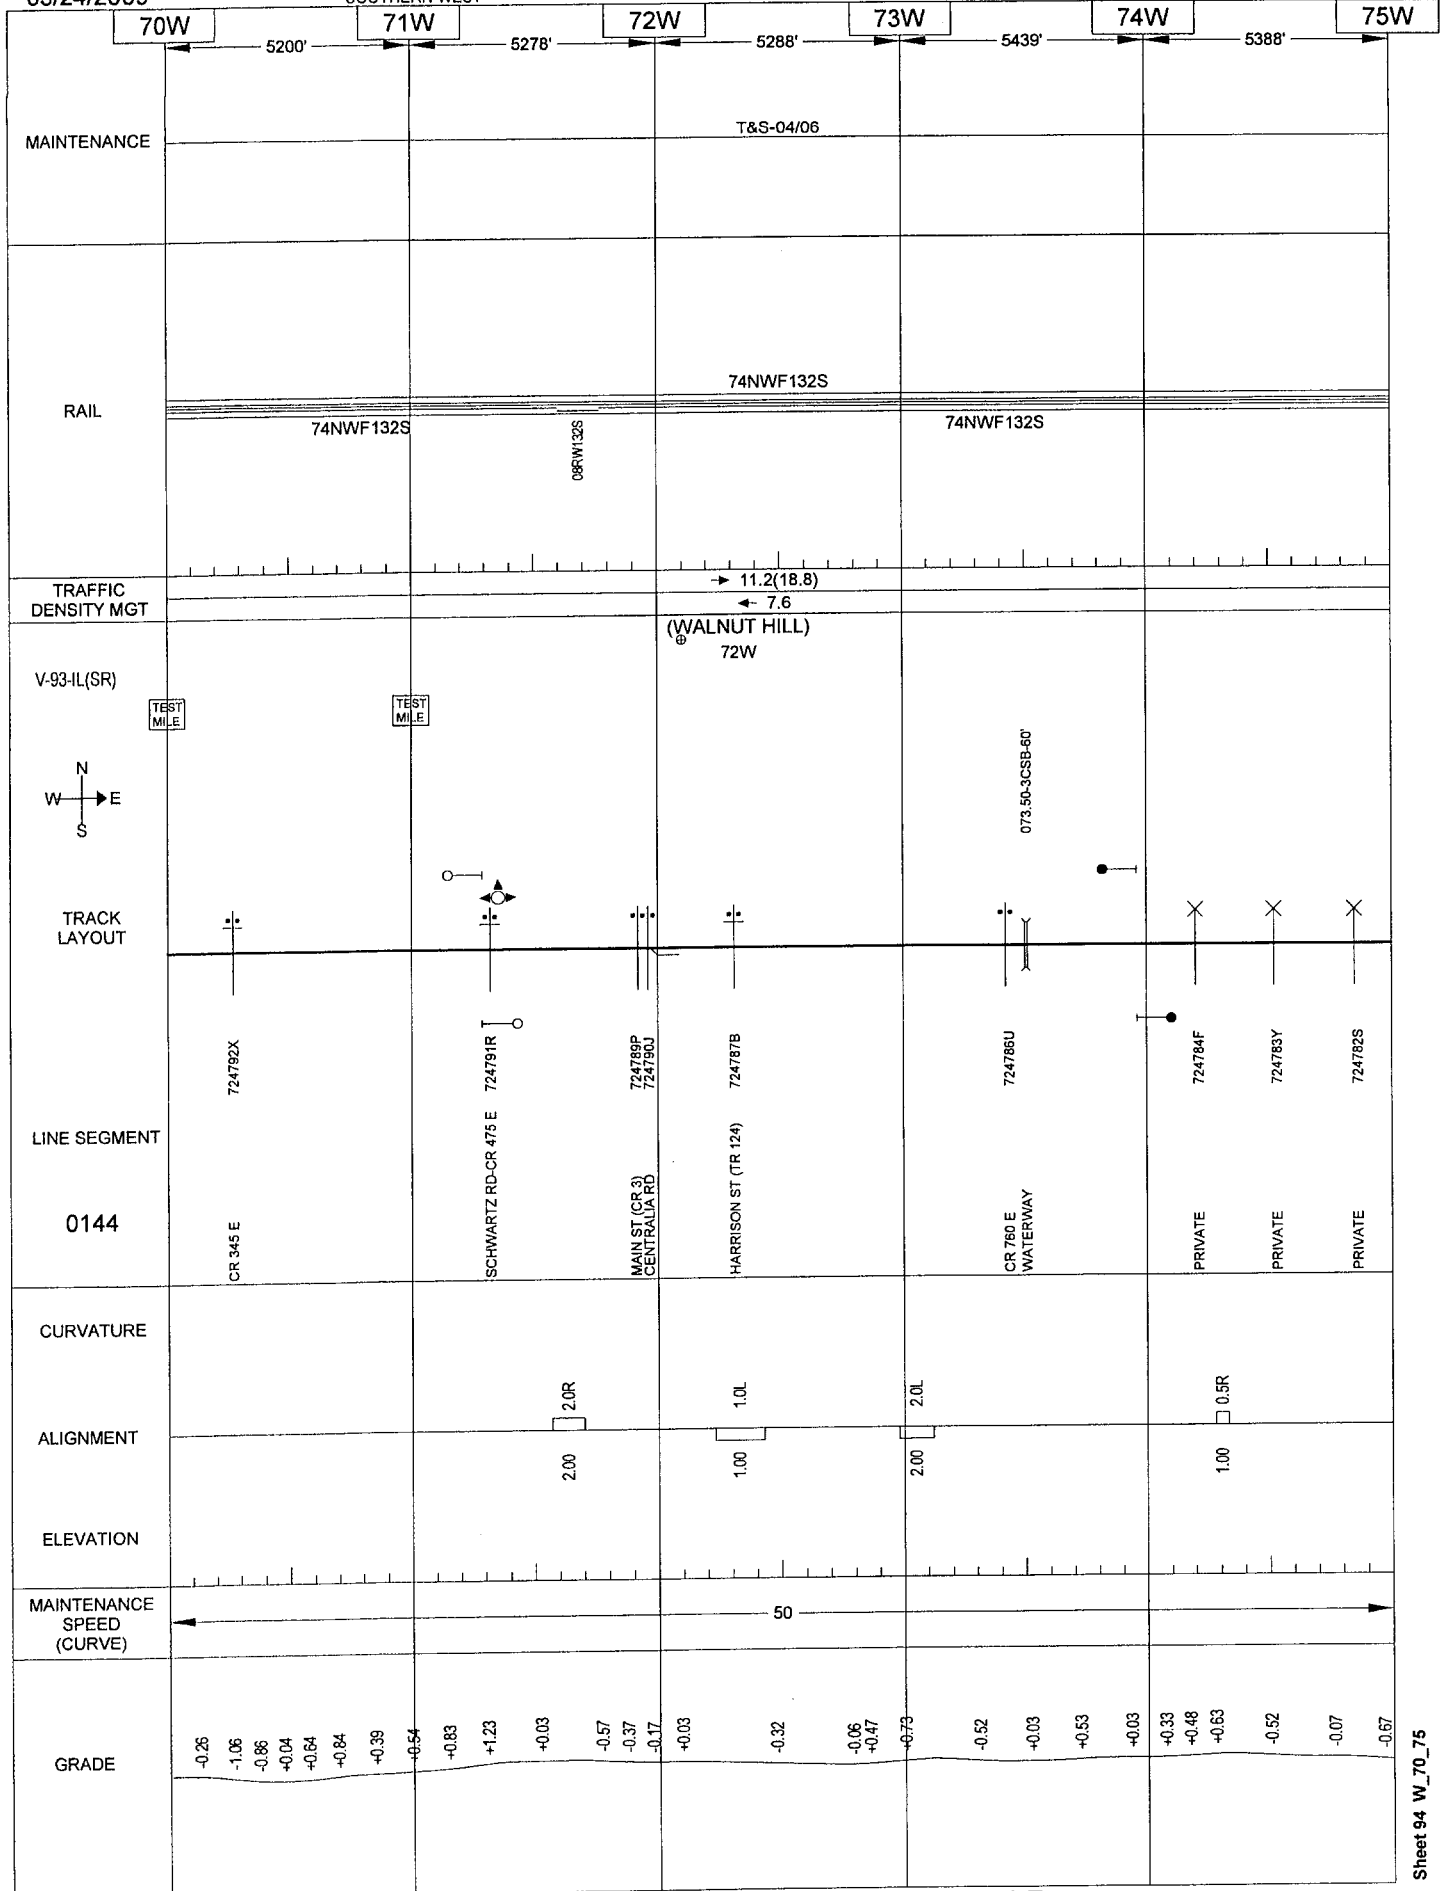 70W 71W 72W 73W 74W 75W
5200' 5278' 5288' 5439' 5388'
MAINTENANCE
T&S-04/06
RAIL
74NWF132S
74NWF132S
74NWF132S
08RW132S
TRAFFIC
DENSITY MGT
11.2(18.8)
7.6
(WALNUT HILL)
72W
V-93-IL(SR)
TEST
MILE
TEST
MILE
N
W E
S
073.50-3CSB-60'
TRACK
LAYOUT
724792X
724791R
724789P
724790J
724787B
724786U
724784F
724783Y
724782S
LINE SEGMENT
0144
CR 345 E
SCHWARTZ RD-CR 475 E
MAIN ST (CR 3)
CENTRALIA RD
HARRISON ST (TR 124)
CR 760 E
WATERWAY
PRIVATE
PRIVATE
PRIVATE
CURVATURE
2.0R 1.0L 2.0L 0.5R
ALIGNMENT
2.00 1.00 2.00 1.00
ELEVATION
MAINTENANCE
SPEED
(CURVE)
50
GRADE
-0.26 -1.06 -0.86 +0.04 +0.64 +0.84 +0.39 +0.54 +0.83 +1.23 +0.03 -0.57 -0.37 -0.17 +0.03 -0.32 -0.06 +0.47 +0.73 -0.52 +0.03 +0.53 +0.03 +0.33 +0.48 +0.63 -0.52 -0.07 -0.67
Sheet 94 W_70_75